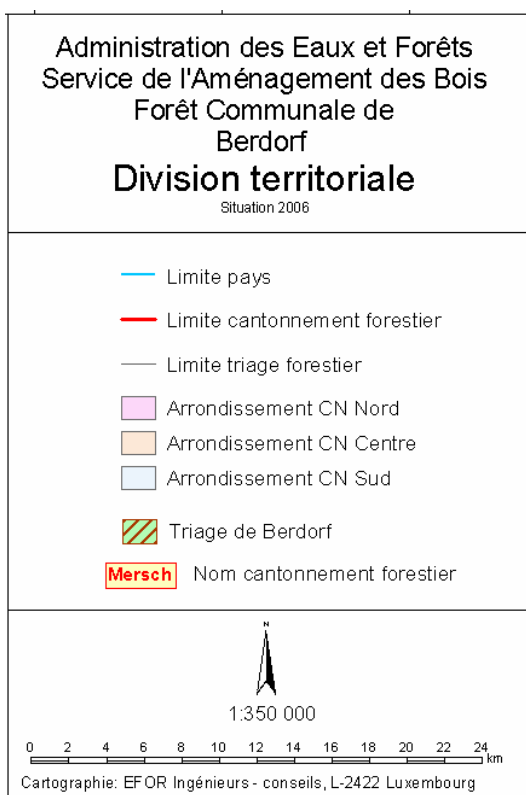 Administration des Eaux et Forêts
Service de l'Aménagement des Bois
Forêt Communale de
Berdorf
Division territoriale
Situation 2006
Limite pays
Limite cantonnement forestier
Limite triage forestier
Arrondissement CN Nord
Arrondissement CN Centre
Arrondissement CN Sud
Triage de Berdorf
Mersch Nom cantonnement forestier
N
1:350 000
0 2 4 6 8 10 12 14 16 18 20 22 24
km
Cartographie: EFOR Ingénieurs - conseils, L-2422 Luxembourg